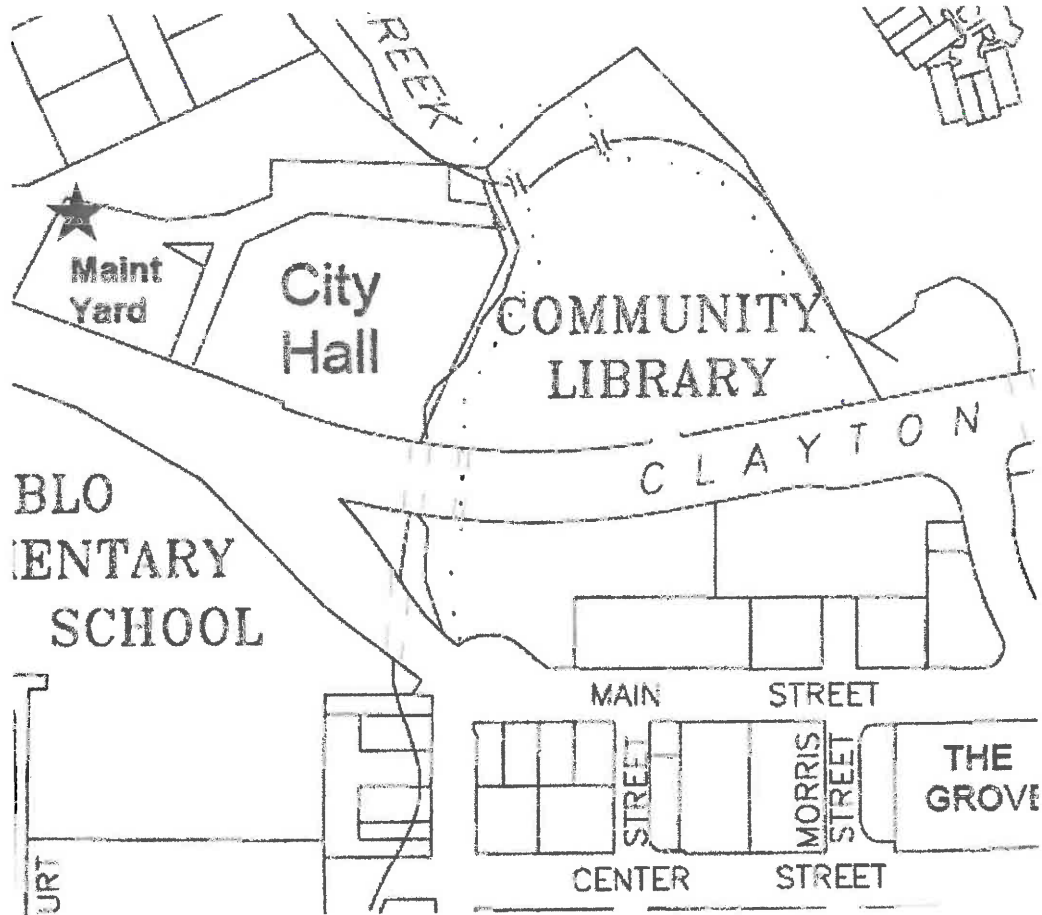 REEK
Maint
Yard
City
Hall
COMMUNITY
LIBRARY
CLAYTON
BLO
ENTARY
SCHOOL
MAIN STREET
STREET
MORRIS
STREET
THE
GROVE
CENTER STREET
URT